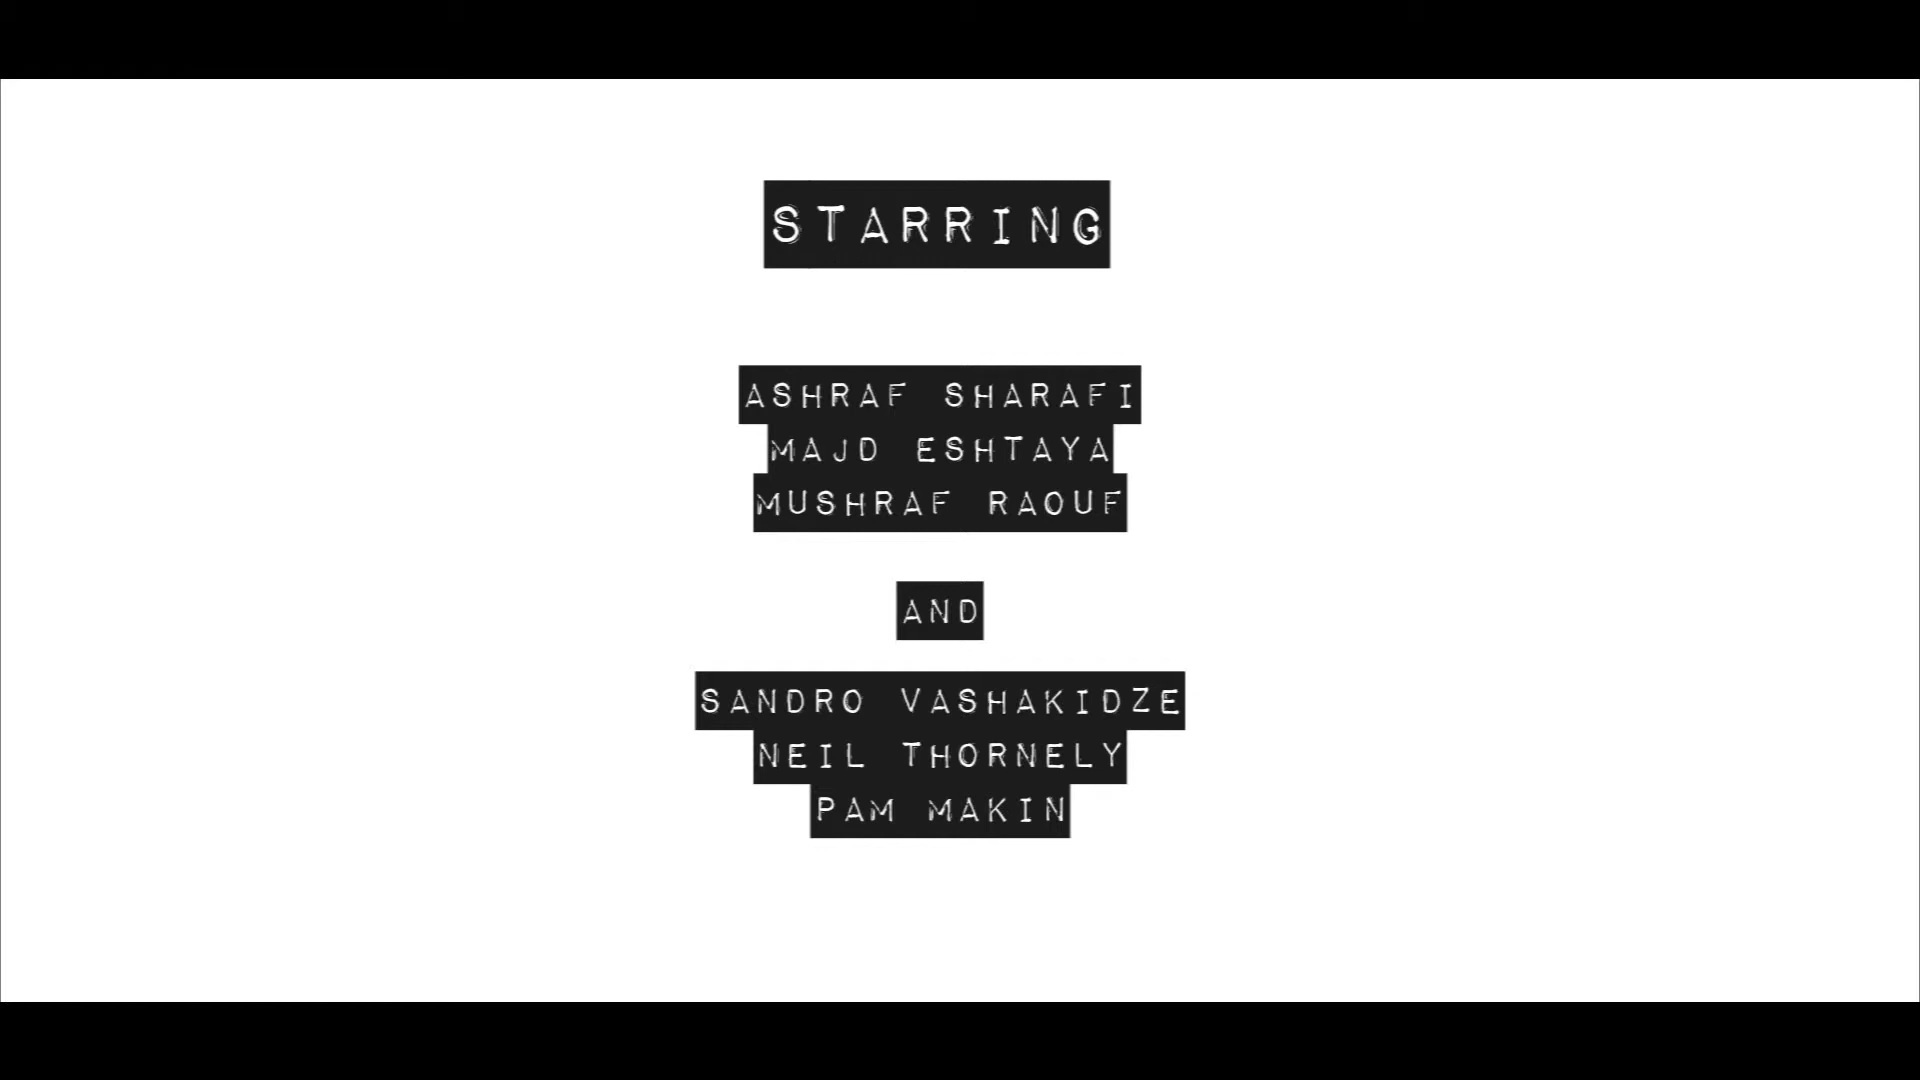 STARRING
ASHRAF SHARAFI
MAJD ESHTAYA
MUSHRAF RAOUF
AND
SANDRO VASHAKIDZE
NEIL THORNELY
PAM MAKIN